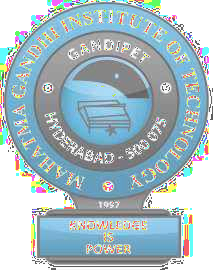 MAHATMA GANDHI INSTITUTE OF TECHNOLOGY
GANDIPET
HYDERABAD - 500 075
1997
KNOWLEDGE
IS
POWER